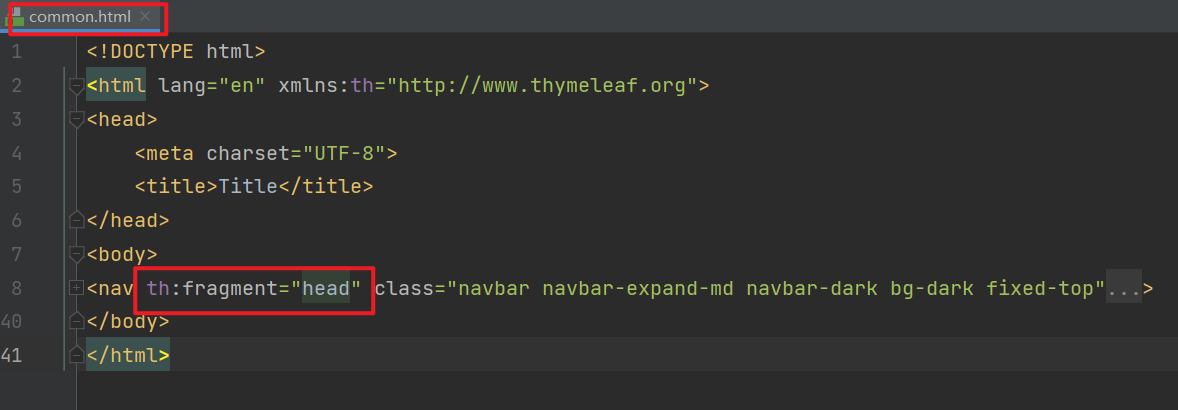 common.html ×
1 <!DOCTYPE html>
2 <html lang="en" xmlns:th="http://www.thymeleaf.org">
3 <head>
4     <meta charset="UTF-8">
5     <title>Title</title>
6 </head>
7 <body>
8 <nav th:fragment="head" class="navbar navbar-expand-md navbar-dark bg-dark fixed-top"...>
40 </body>
41 </html>